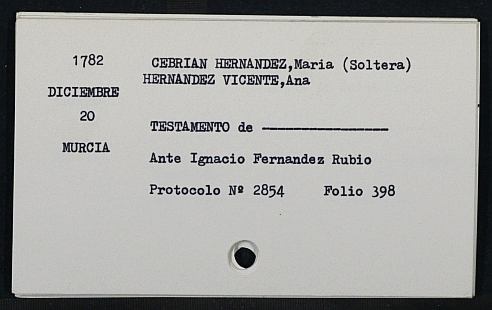 1782
DICIEMBRE
20
MURCIA
CEBRIAN HERNANDEZ,Maria (Soltera)
HERNANDEZ VICENTE,Ana
TESTAMENTO de ----------------
Ante Ignacio Fernandez Rubio
Protocolo Nº 2854 Folio 398